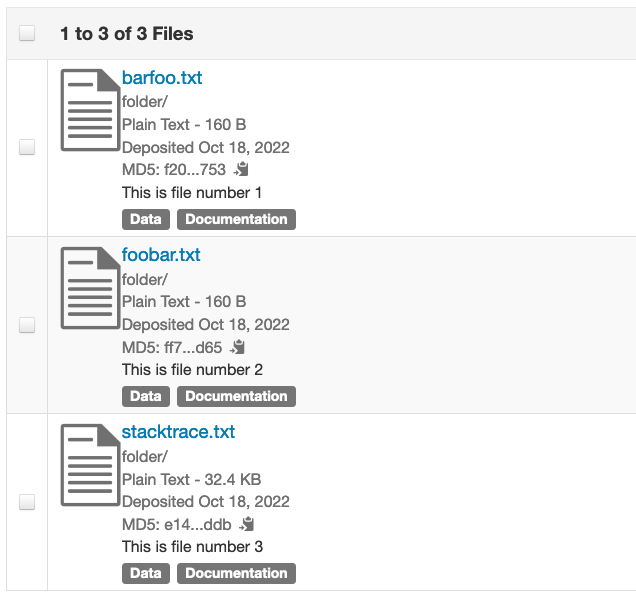 1 to 3 of 3 Files
barfoo.txt
folder/
Plain Text - 160 B
Deposited Oct 18, 2022
MD5: f20...753
This is file number 1
Data Documentation
foobar.txt
folder/
Plain Text - 160 B
Deposited Oct 18, 2022
MD5: ff7...d65
This is file number 2
Data Documentation
stacktrace.txt
folder/
Plain Text - 32.4 KB
Deposited Oct 18, 2022
MD5: e14...ddb
This is file number 3
Data Documentation